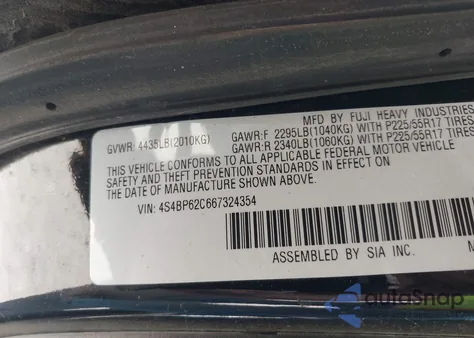 MFD BY FUJI HEAVY INDUSTRIES
GVWR: 4435LB(2010KG) GAWR:F 2295LB(1040KG) WITH P225/55R17 TIRES
GAWR:R 2340LB(1060KG) WITH P225/55R17 TIRES
THIS VEHICLE CONFORMS TO ALL APPLICABLE FEDERAL MOTOR VEHICLE
SAFETY AND THEFT PREVENTION STANDARDS IN EFFECT ON
THE DATE OF MANUFACTURE SHOWN ABOVE.
VIN: 4S4BP62C667324354
ASSEMBLED BY SIA INC.
autoSnap